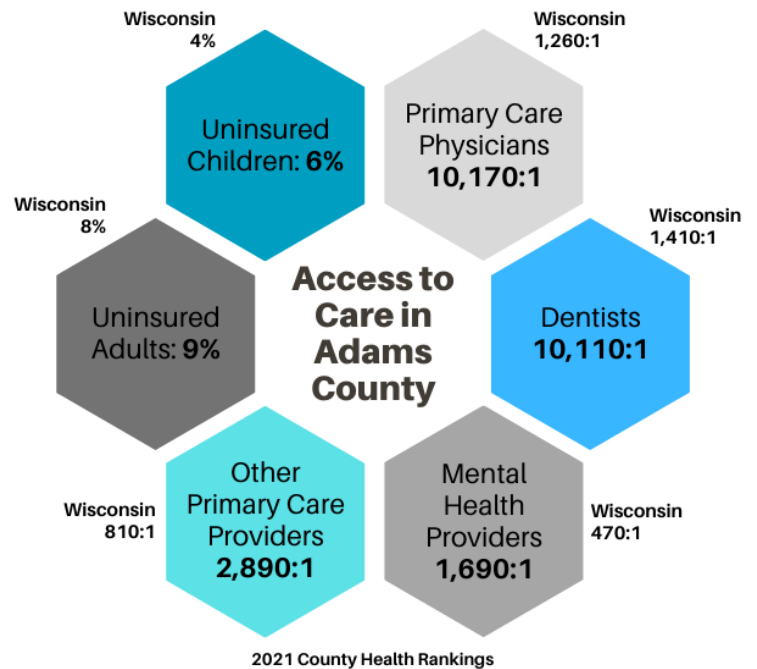 Wisconsin
4%
Uninsured
Children: 6%
Wisconsin
1,260:1
Primary Care
Physicians
10,170:1
Wisconsin
8%
Uninsured
Adults: 9%
Access to
Care in
Adams
County
Wisconsin
1,410:1
Dentists
10,110:1
Wisconsin
810:1
Other
Primary Care
Providers
2,890:1
Mental
Health
Providers
1,690:1
Wisconsin
470:1
2021 County Health Rankings